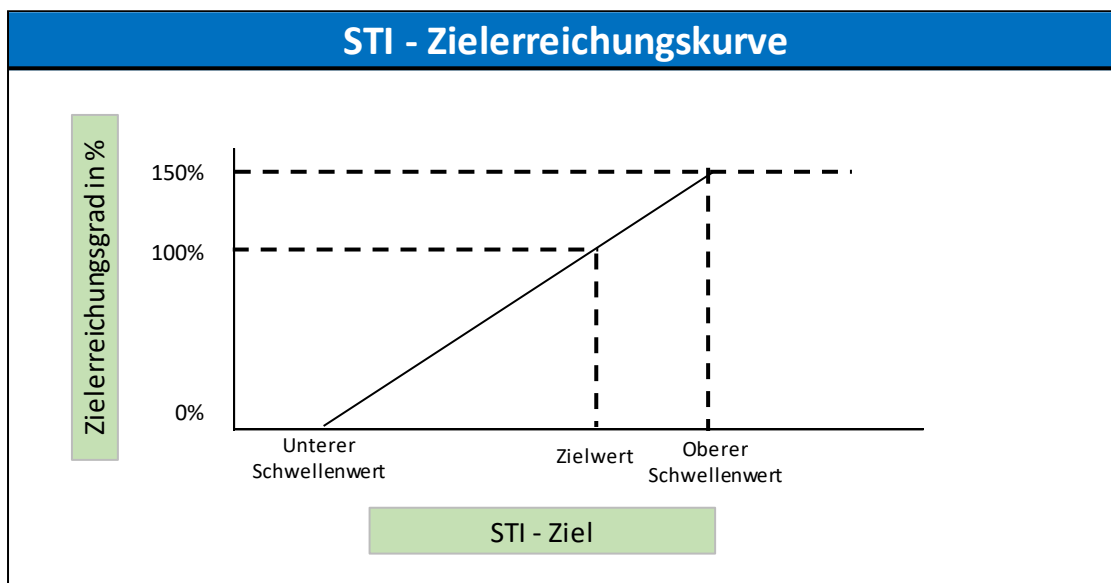 STI - Zielerreichungskurve
Zielerreichungsgrad in %
150%
100%
0%
Unterer
Schwellenwert
Zielwert
Oberer
Schwellenwert
STI - Ziel